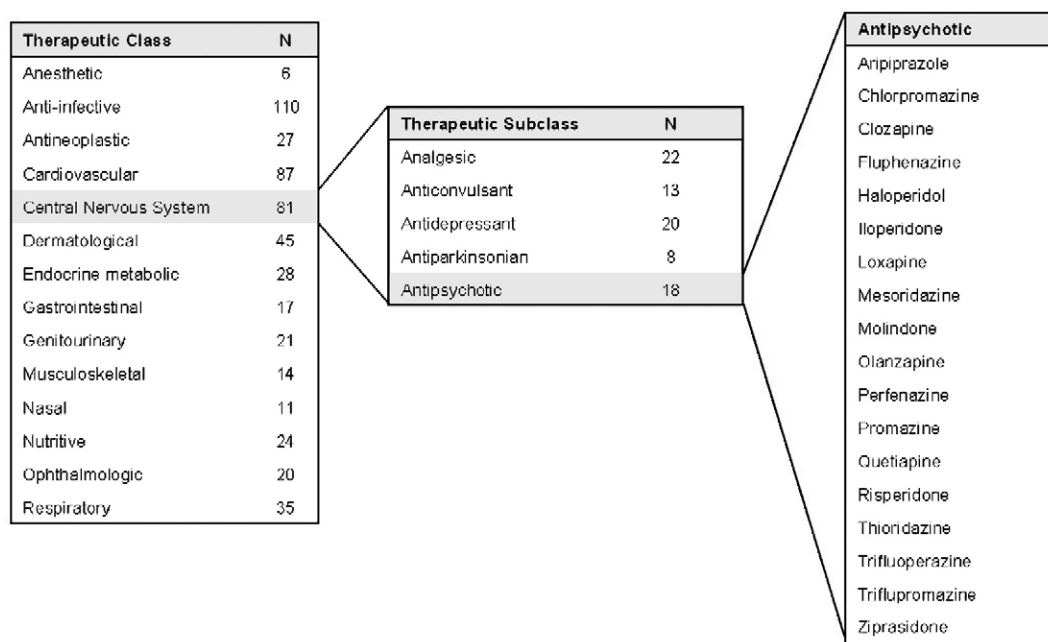 Therapeutic Class N
Anesthetic 6
Anti-infective 110
Antineoplastic 27
Cardiovascular 87
Central Nervous System 81
Dermatological 45
Endocrine metabolic 28
Gastrointestinal 17
Genitourinary 21
Musculoskeletal 14
Nasal 11
Nutritive 24
Ophthalmologic 20
Respiratory 35
Therapeutic Subclass N
Analgesic 22
Anticonvulsant 13
Antidepressant 20
Antiparkinsonian 8
Antipsychotic 18
Antipsychotic
Aripiprazole
Chlorpromazine
Clozapine
Fluphenazine
Haloperidol
Iloperidone
Loxapine
Mesoridazine
Molindone
Olanzapine
Perfenazine
Promazine
Quetiapine
Risperidone
Thioridazine
Trifluoperazine
Triflupromazine
Ziprasidone